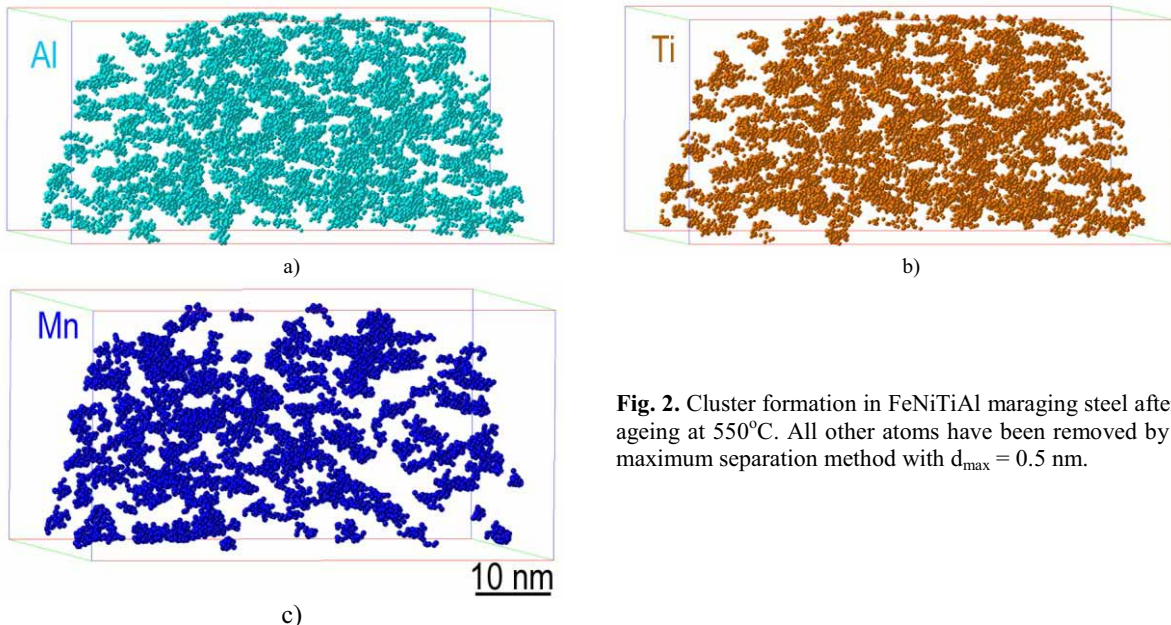 Al
Ti
a)
b)
Mn
10 nm
c)
Fig. 2. Cluster formation in FeNiTiAl maraging steel afte
ageing at 550°C. All other atoms have been removed by
maximum separation method with dmax = 0.5 nm.